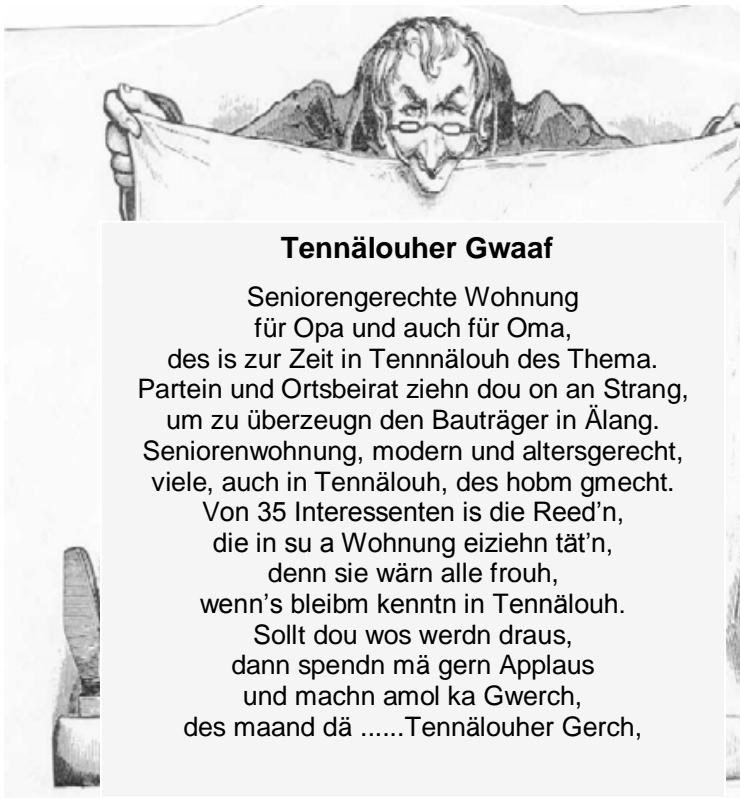 Tennälouher Gwaaf
Seniorengerechte Wohnung
für Opa und auch für Oma,
des is zur Zeit in Tennnälouh des Thema.
Partein und Ortsbeirat ziehn dou on an Strang,
um zu überzeugn den Bauträger in Älang.
Seniorenwohnung, modern und altersgerecht,
viele, auch in Tennälouh, des hobm gmecht.
Von 35 Interessenten is die Reed'n,
die in su a Wohnung eiziehn tät'n,
denn sie wärn alle frouh,
wenn's bleibm kenntn in Tennälouh.
Sollt dou wos werdn draus,
dann spendn mä gern Applaus
und machn amol ka Gwerch,
des maand dä ......Tennälouher Gerch,